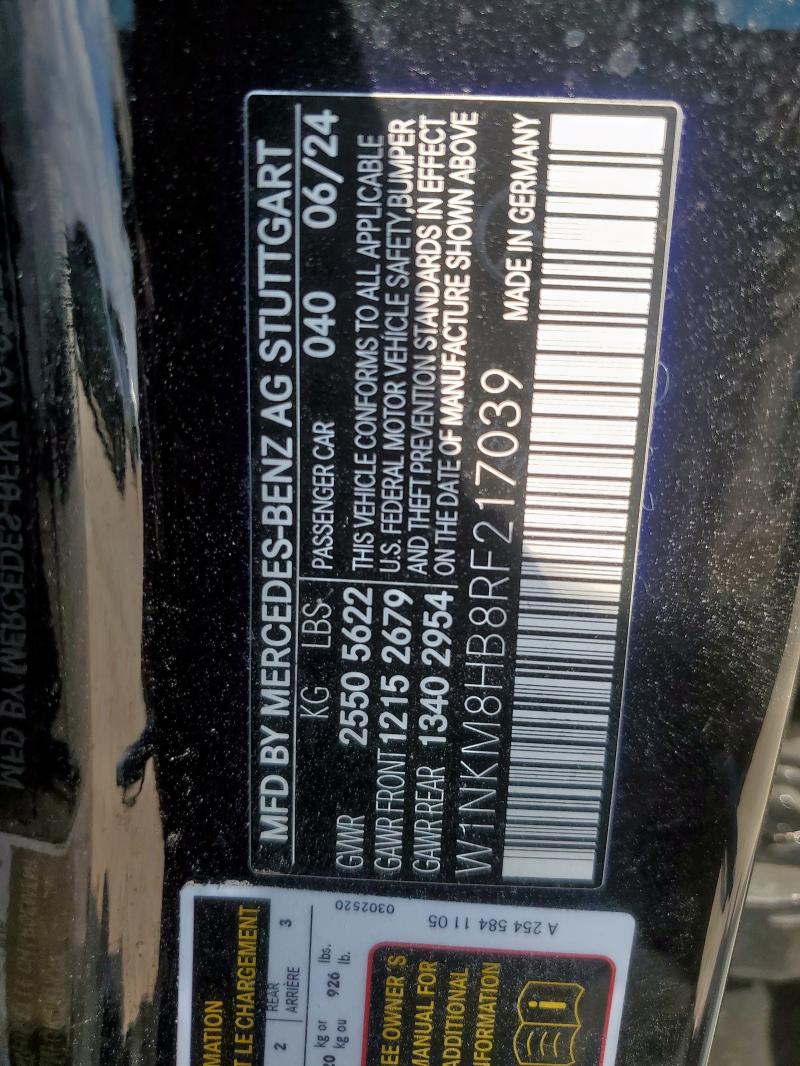 MFD BY MERCEDES-BENZ AG STUTTGART
KG LBS PASSENGER CAR 040 06/24
GVWR 2550 5622 THIS VEHICLE CONFORMS TO ALL APPLICABLE
GAWR FRONT 1215 2679 U.S. FEDERAL MOTOR VEHICLE SAFETY, BUMPER
GAWR REAR 1340 2954 AND THEFT PREVENTION STANDARDS IN EFFECT
ON THE DATE OF MANUFACTURE SHOWN ABOVE
W1NKM8HB8RF217039 MADE IN GERMANY
MATION
T LE CHARGEMENT
2 REAR 3
ARRIÈRE
kg or 926 lbs.
kg ou lb.
0302520
EE OWNER'S
MANUAL FOR
ADDITIONAL
NFORMATION
i
A 254 584 11 05